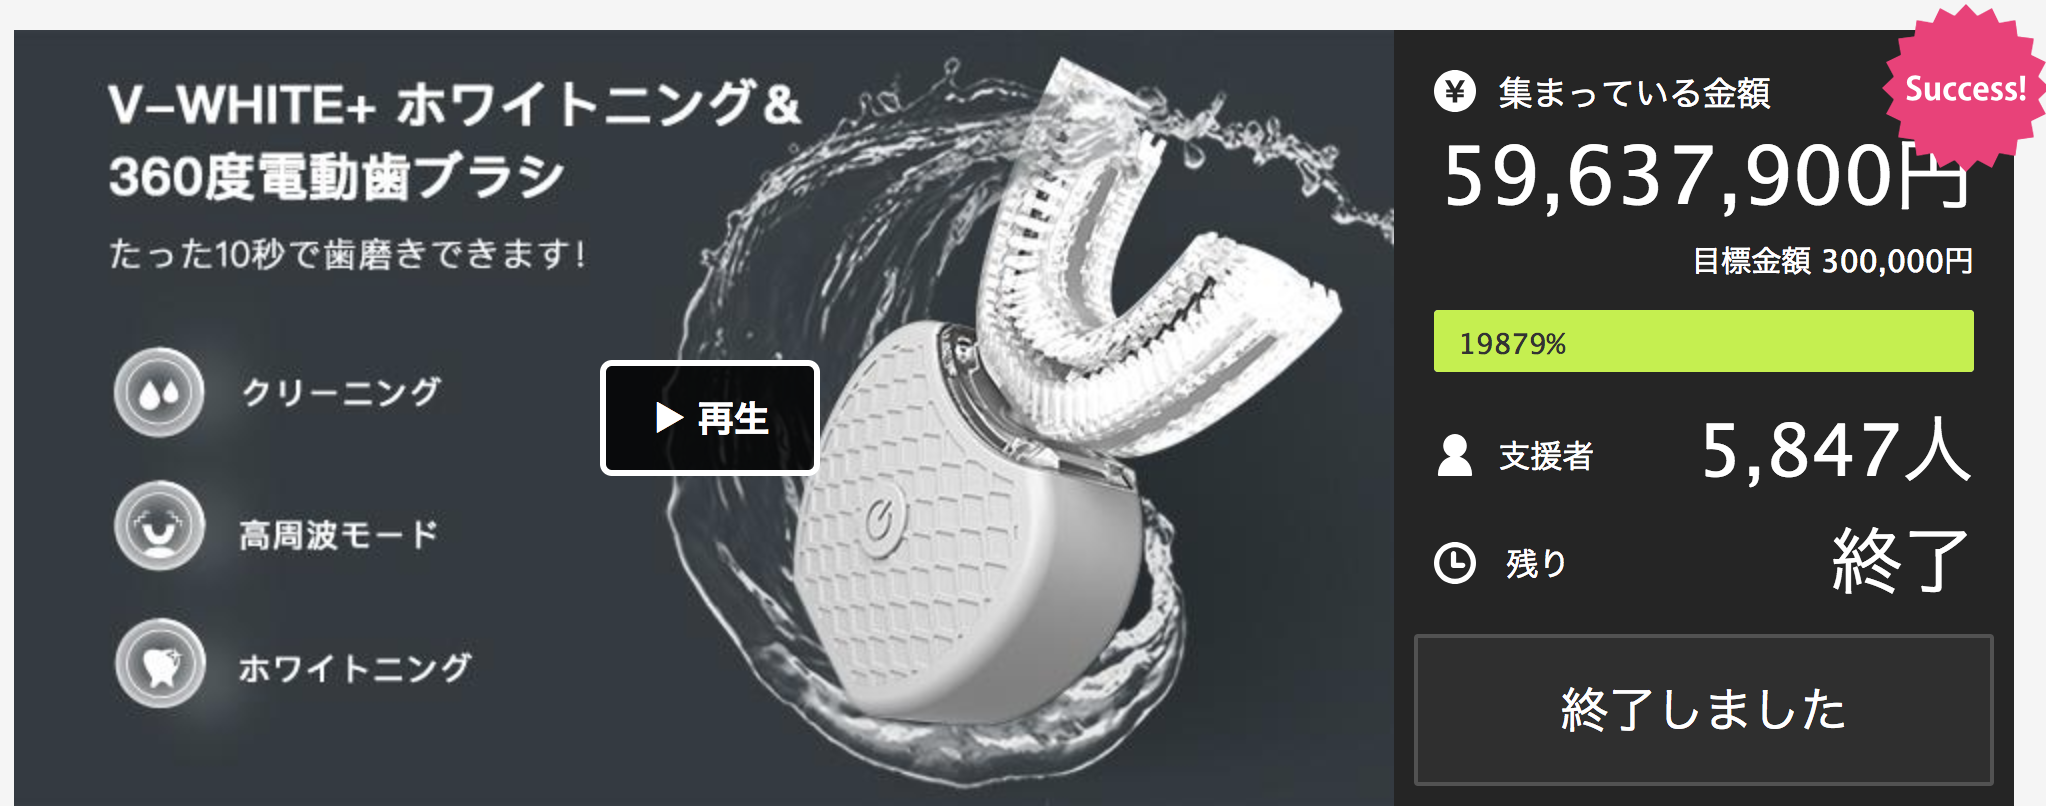 V–WHITE+ ホワイトニング&
360度電動歯ブラシ
たった10秒で歯磨きできます!
クリーニング
高周波モード
ホワイトニング
再生
Success!
¥ 集まっている金額
59,637,900円
目標金額 300,000円
19879%
支援者 5,847人
残り 終了
終了しました